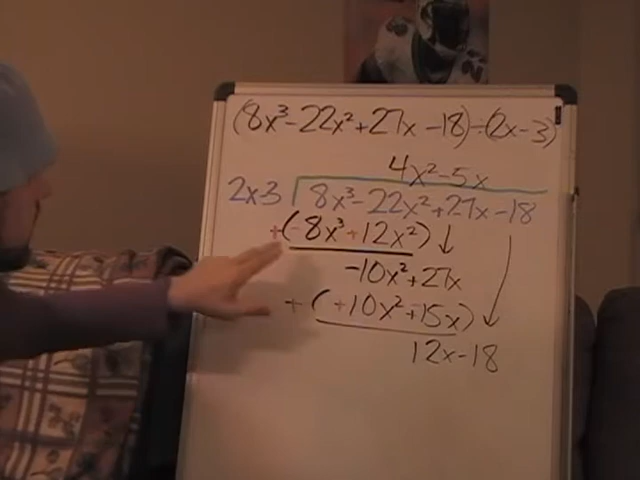 (8x³-22x²+27x-18)÷(2x-3)
4x²-5x
2x-3 8x³-22x²+27x-18
+(-8x³+12x²)
-10x²+27x
+(+10x²+15x)
12x-18